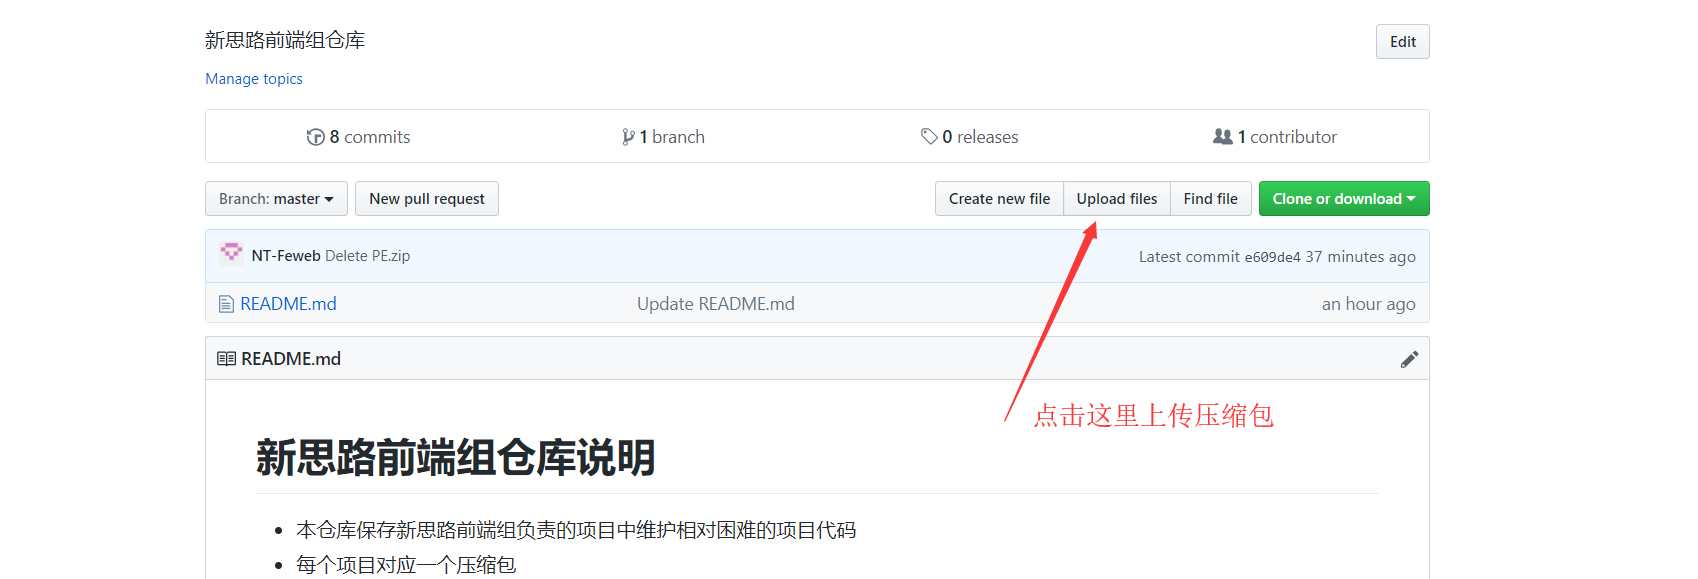 新思路前端组仓库
Edit
Manage topics
8 commits
1 branch
0 releases
1 contributor
Branch: master
New pull request
Create new file
Upload files
Find file
Clone or download
NT-Feweb Delete PE.zip
Latest commit e609de4 37 minutes ago
README.md
Update README.md
an hour ago
README.md
点击这里上传压缩包
新思路前端组仓库说明
本仓库保存新思路前端组负责的项目中维护相对困难的项目代码
每个项目对应一个压缩包